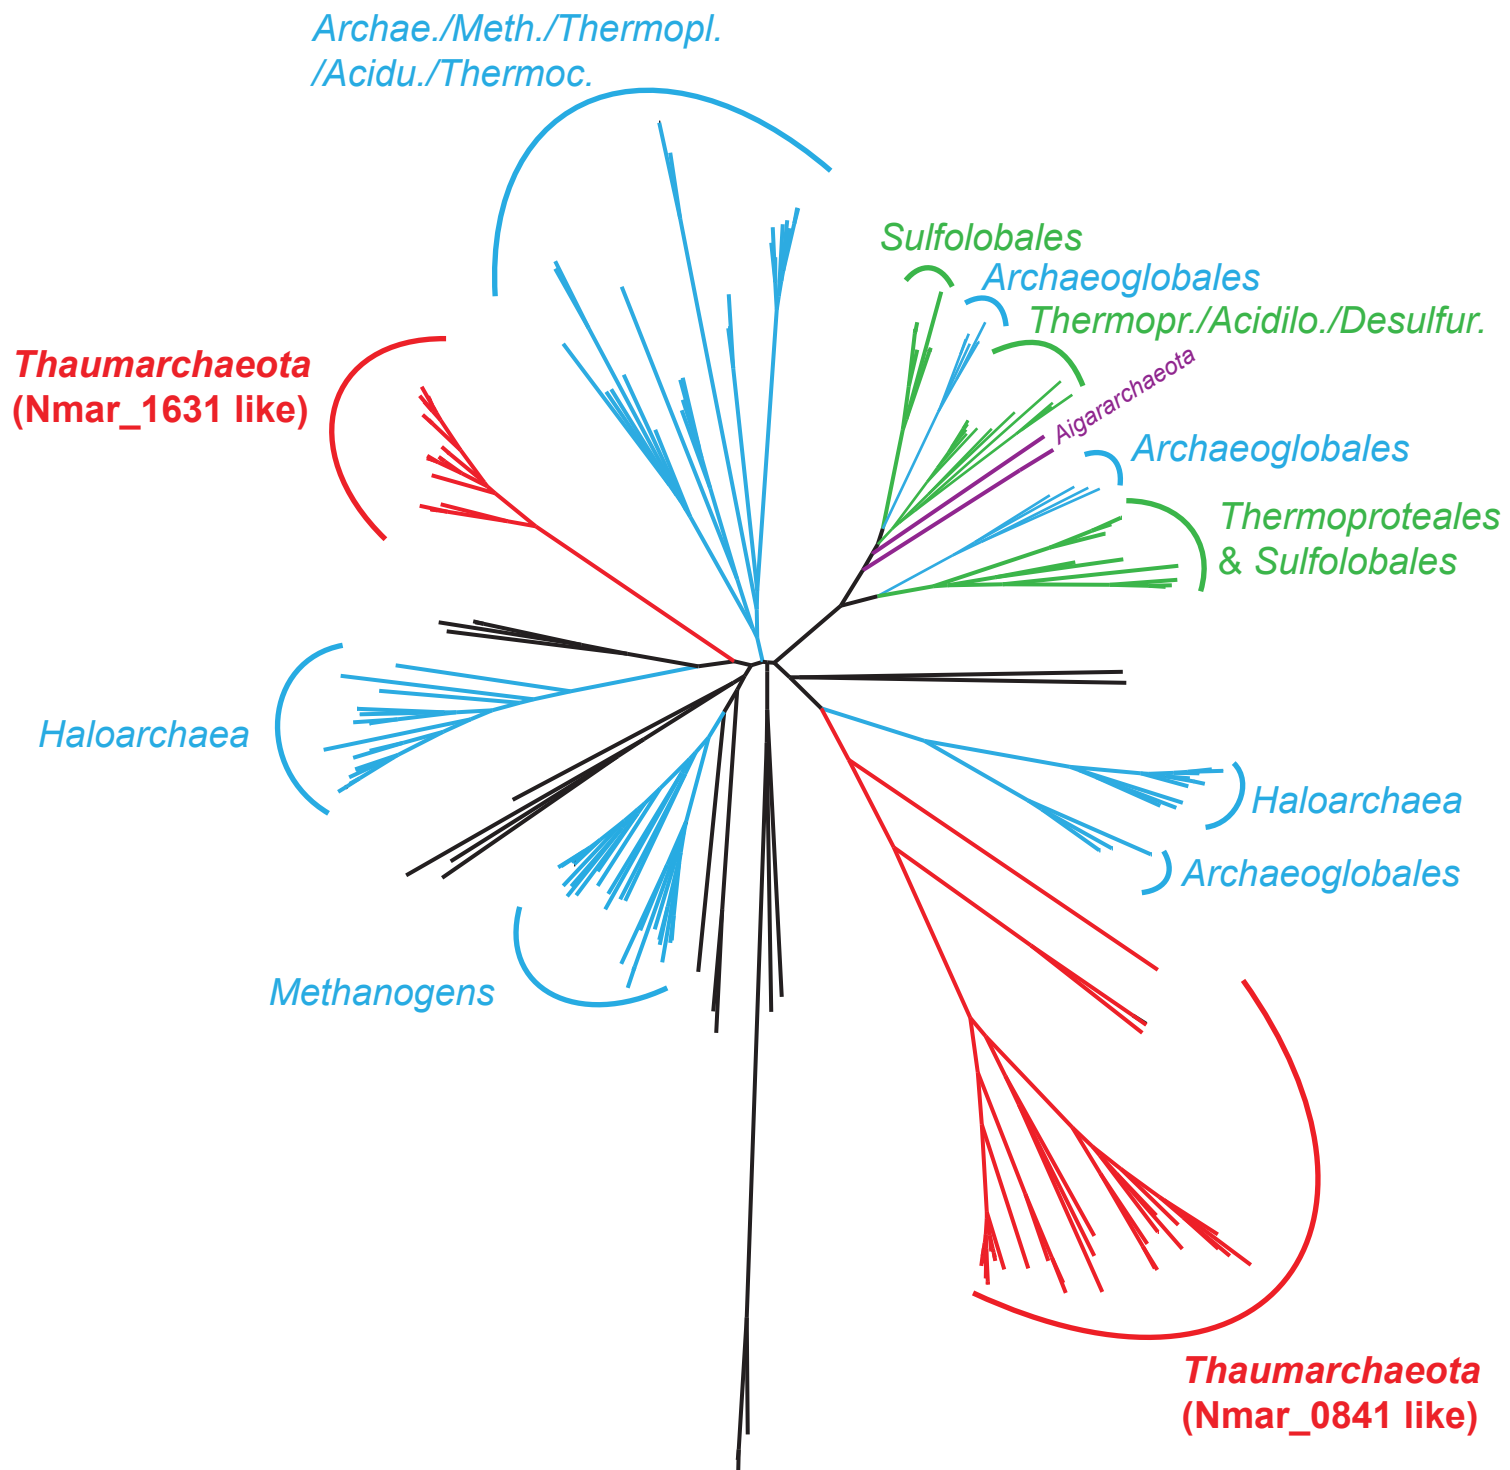 Archae./Meth./Thermopl.
/Acidu./Thermoc.
Sulfolobales
Archaeoglobales
Thermopr./Acidilo./Desulfur.
Aigararchaeota
Thaumarchaeota
(Nmar_1631 like)
Archaeoglobales
Thermoproteales
& Sulfolobales
Haloarchaea
Haloarchaea
Archaeoglobales
Methanogens
Thaumarchaeota
(Nmar_0841 like)